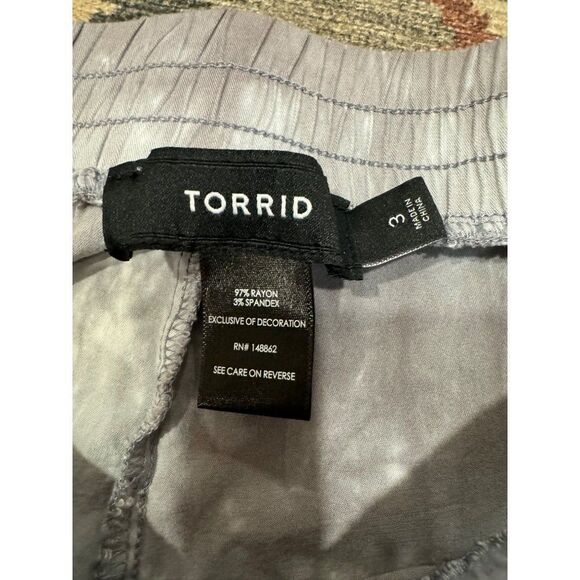 TORRID
3
MADE IN
CHINA
97% RAYON
3% SPANDEX
EXCLUSIVE OF DECORATION
RN# 148862
SEE CARE ON REVERSE